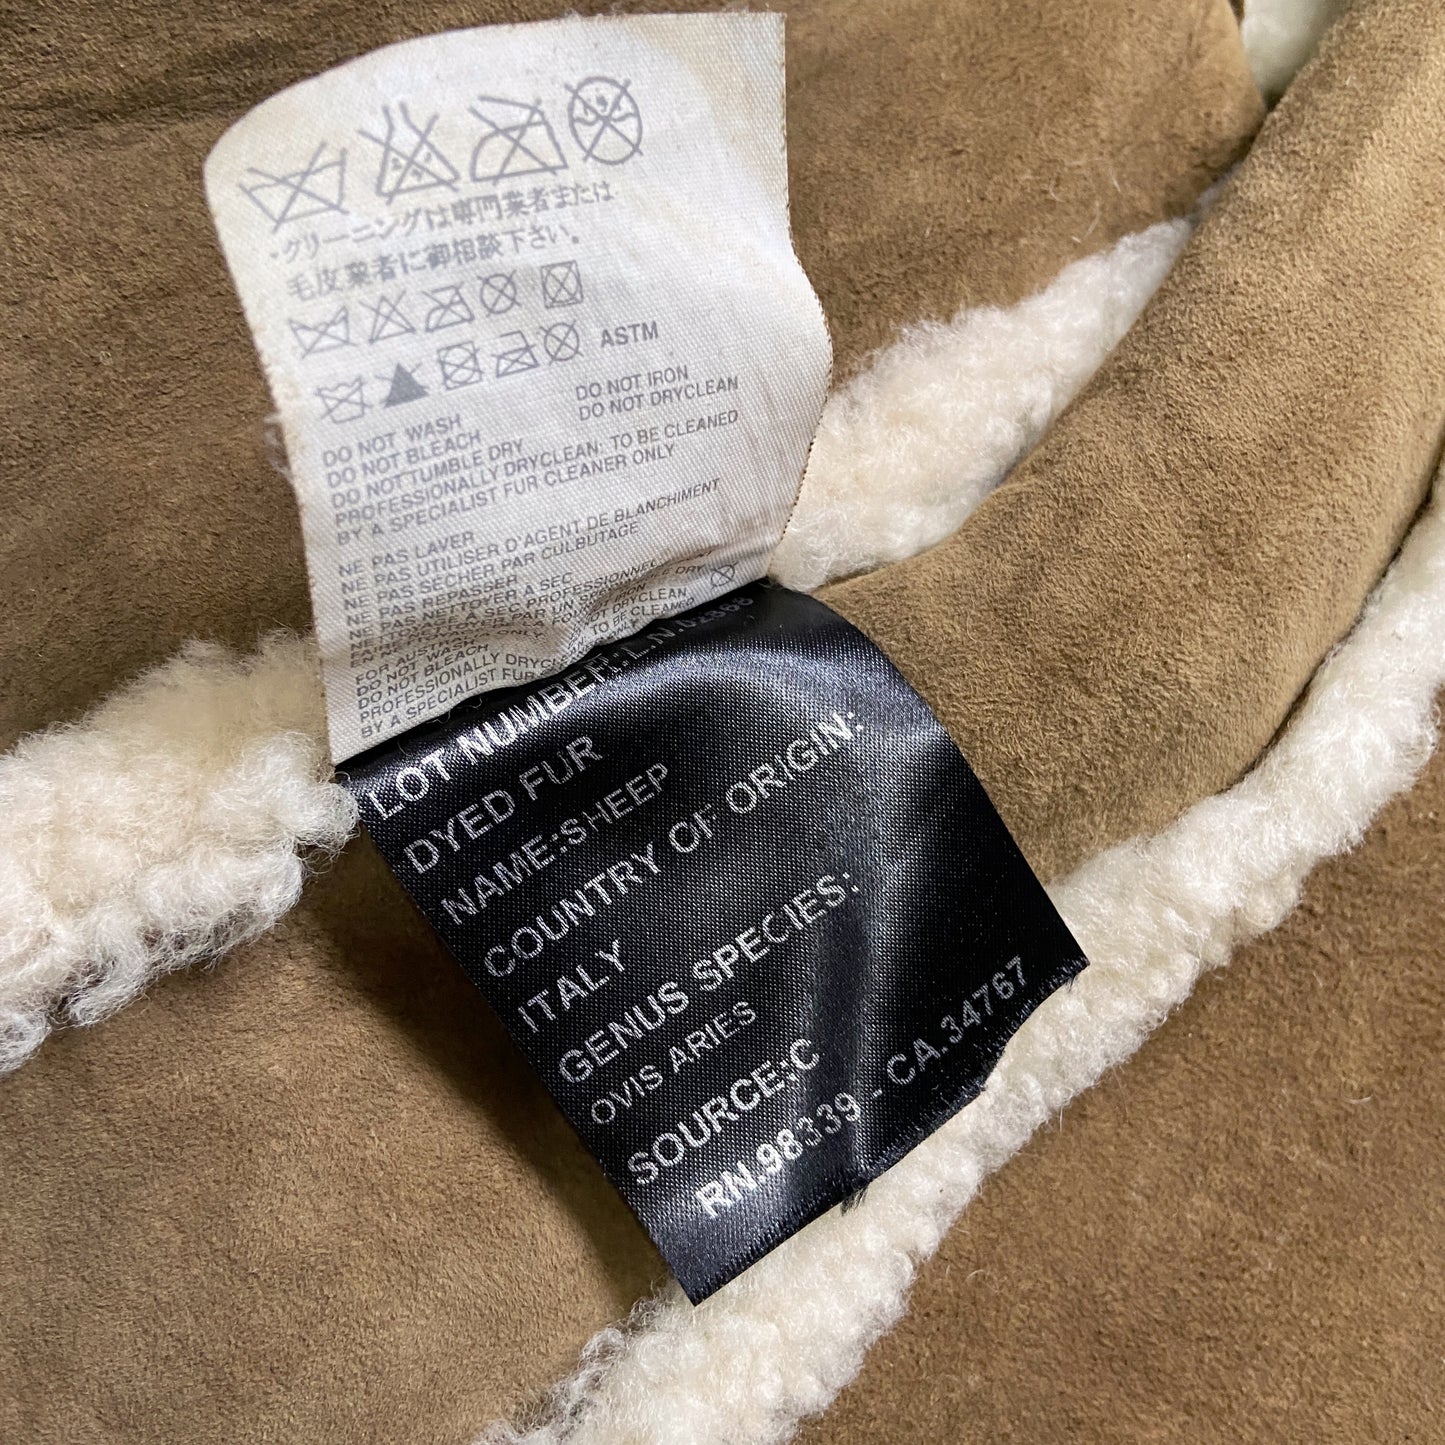 ・クリーニングは専門業者または
毛皮業者に御相談下さい。
ASTM
DO NOT WASH
DO NOT BLEACH
DO NOT TUMBLE DRY
DO NOT IRON
DO NOT DRYCLEAN
PROFESSIONALLY DRYCLEAN: TO BE CLEANED
BY A SPECIALIST FUR CLEANER ONLY
NE PAS LAVER
NE PAS UTILISER D'AGENT DE BLANCHIMENT
NE PAS SÉCHER PAR CULBUTAGE
NE PAS REPASSER
NE PAS NETTOYER A SEC
FOR
DO NOT WASH
DO NOT BLEACH
DO NOT DRYCLEAN
PROFESSIONALLY DRYCLEAN: TO BE CLEANED
BY A SPECIALIST FUR
LOT NUMBER:L.N.02868
DYED FUR
NAME:SHEEP
COUNTRY OF ORIGIN:
ITALY
GENUS SPECIES:
OVIS ARIES
SOURCE:C
RN.98339 - CA.34767